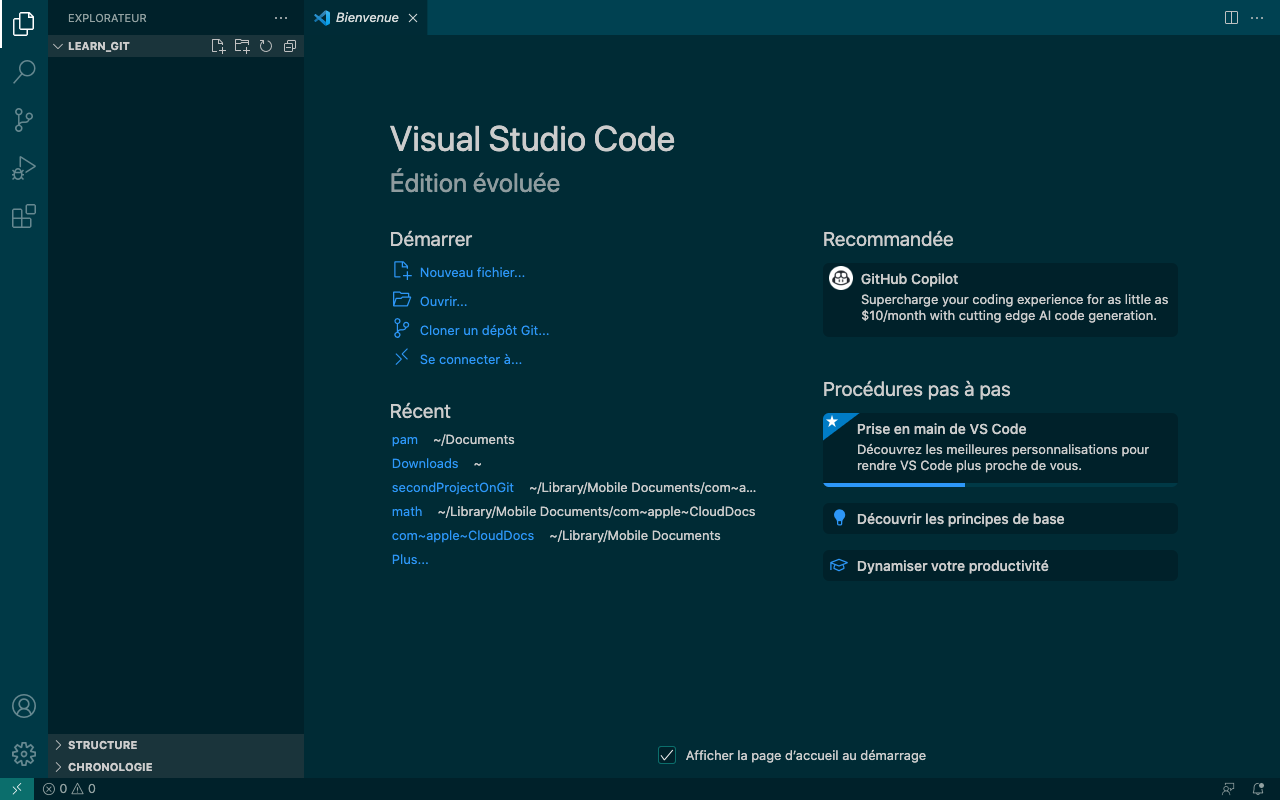 EXPLORATEUR
LEARN_GIT
Bienvenue
Visual Studio Code
Édition évoluée
Démarrer
Nouveau fichier...
Ouvrir...
Cloner un dépôt Git...
Se connecter à...
Récent
pam ~/Documents
Downloads ~
secondProjectOnGit ~/Library/Mobile Documents/com~a...
math ~/Library/Mobile Documents/com~apple~CloudDocs
com~apple~CloudDocs ~/Library/Mobile Documents
Plus...
Recommandée
GitHub Copilot
Supercharge your coding experience for as little as
$10/month with cutting edge AI code generation.
Procédures pas à pas
Prise en main de VS Code
Découvrez les meilleures personnalisations pour
rendre VS Code plus proche de vous.
Découvrir les principes de base
Dynamiser votre productivité
STRUCTURE
CHRONOLOGIE
Afficher la page d’accueil au démarrage
0 0